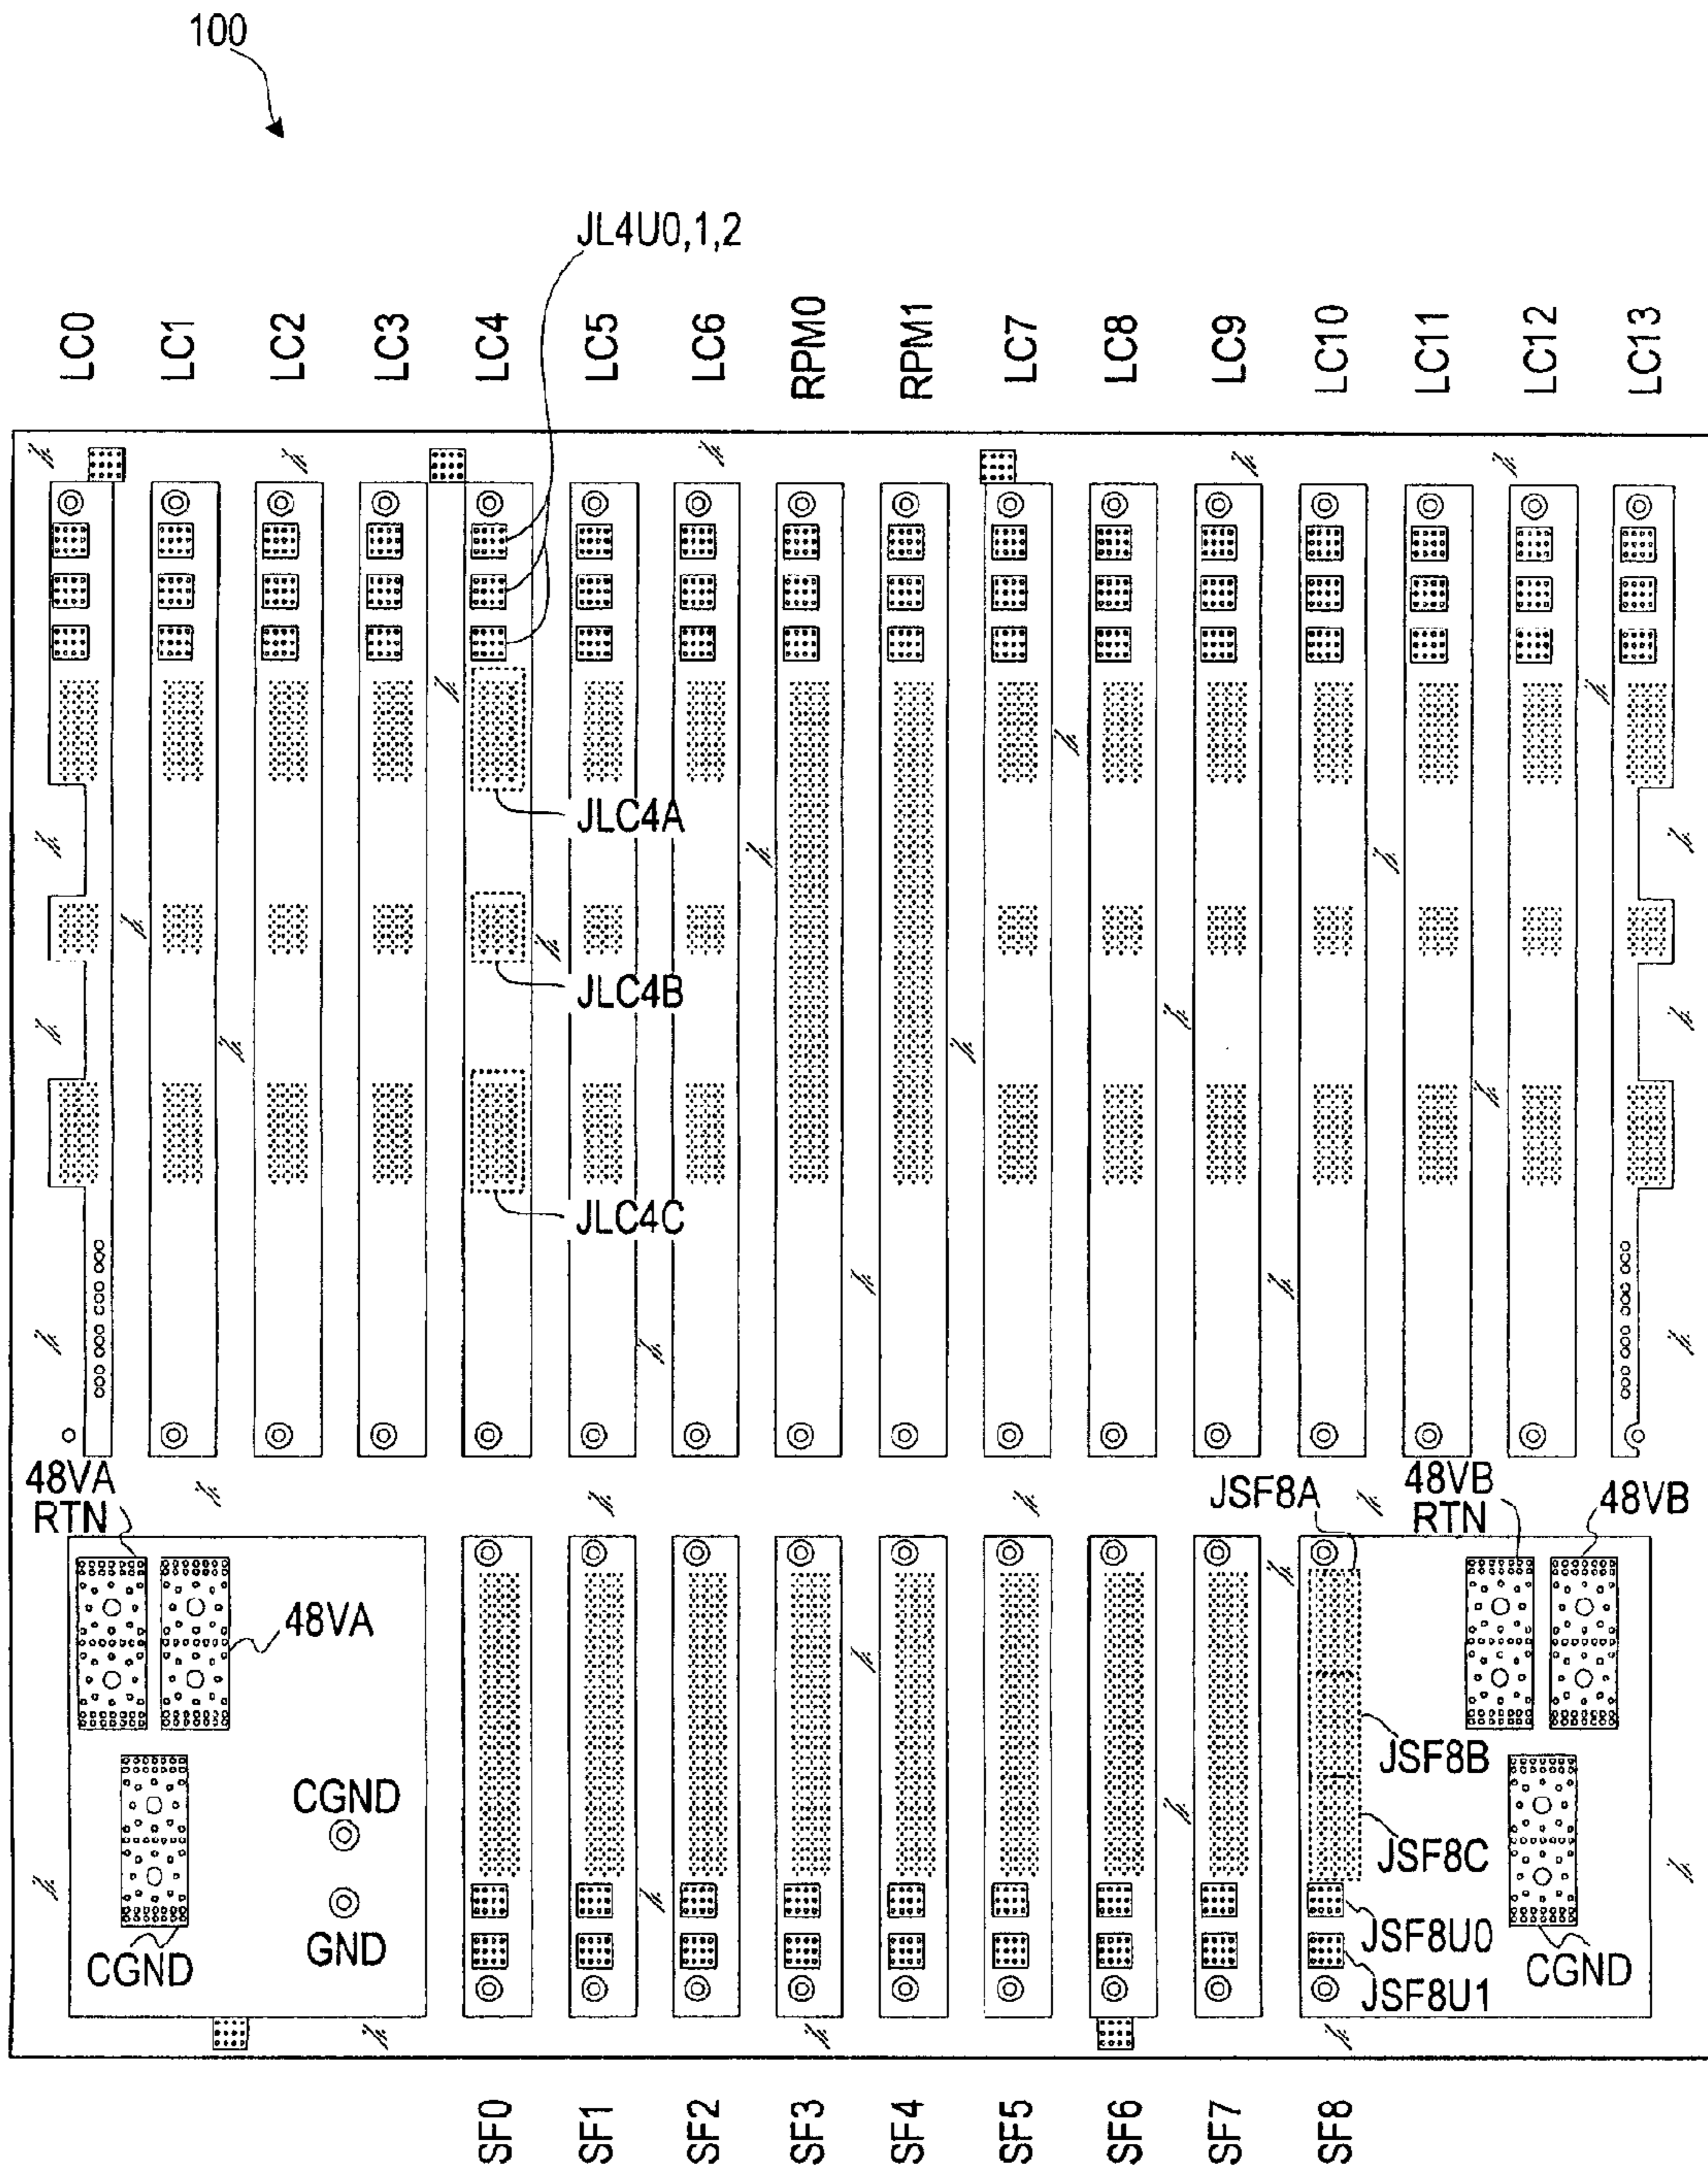 100
JL4U0,1,2
LC0
LC1
LC2
LC3
LC4
LC5
LC6
RPM0
RPM1
LC7
LC8
LC9
LC10
LC11
LC12
LC13
JLC4A
JLC4B
JLC4C
48VA
RTN
48VA
JSF8A
48VB
RTN
48VB
JSF8B
CGND
JSF8C
GND
CGND
JSF8U0
CGND
JSF8U1
SF0
SF1
SF2
SF3
SF4
SF5
SF6
SF7
SF8